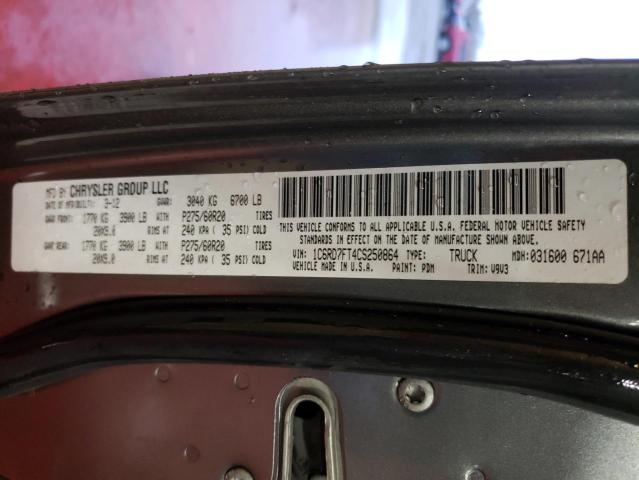 MFD BY CHRYSLER GROUP LLC
DATE OF MFR/BUILT: 3-12 GVWR: 3040 KG 6700 LB
GAWR FRONT: 1770 KG 3900 LB WITH P275/60R20 TIRES
20X9.0 RIMS AT 240 KPA ( 35 PSI) COLD
GAWR REAR: 1770 KG 3900 LB WITH P275/60R20 TIRES
20X9.0 RIMS AT 240 KPA ( 35 PSI) COLD
THIS VEHICLE CONFORMS TO ALL APPLICABLE U.S.A. FEDERAL MOTOR VEHICLE SAFETY
STANDARDS IN EFFECT ON THE DATE OF MANUFACTURE SHOWN ABOVE.
VIN: 1C6RD7FT4CS250864 TYPE: TRUCK MDH: 031600 671AA
VEHICLE MADE IN U.S.A. PAINT: PDM TRIM: V9V3